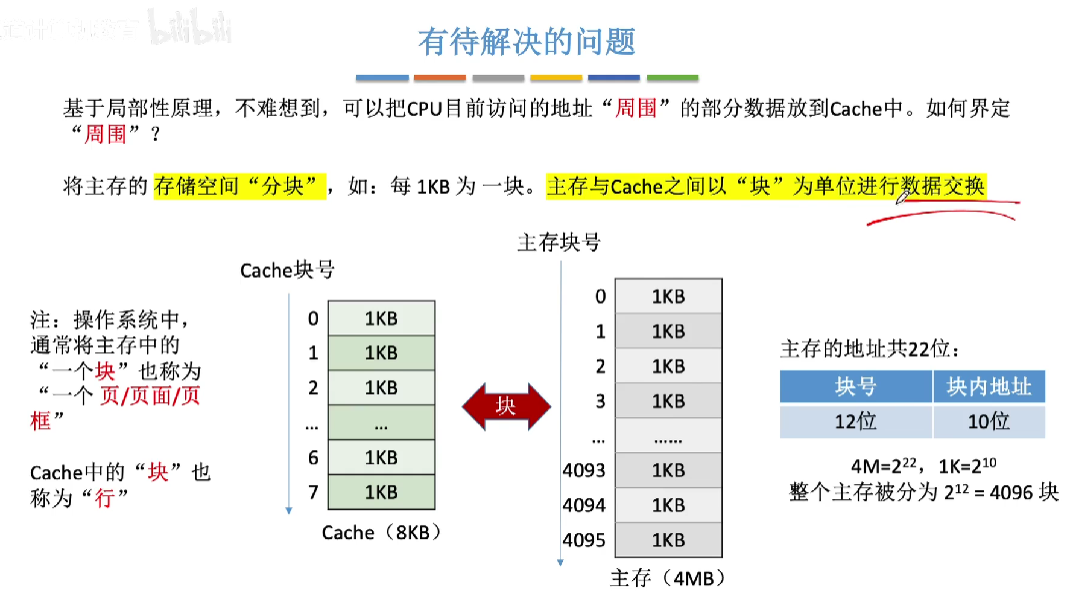 bilibili
有待解决的问题
基于局部性原理，不难想到，可以把CPU目前访问的地址“周围”的部分数据放到Cache中。如何界定
“周围”？
将主存的 存储空间“分块”，如：每 1KB 为 一块。主存与Cache之间以“块”为单位进行数据交换
注：操作系统中，
通常将主存中的
“一个块”也称为
“一个 页/页面/页
框”
Cache中的“块”也
称为“行”
Cache块号
0 1KB
1 1KB
2 1KB
... ...
6 1KB
7 1KB
Cache（8KB）
块
主存块号
0 1KB
1 1KB
2 1KB
3 1KB
... ......
4093 1KB
4094 1KB
4095 1KB
主存（4MB）
主存的地址共22位：
块号 块内地址
12位 10位
4M=2²²，1K=2¹⁰
整个主存被分为 2¹² = 4096 块